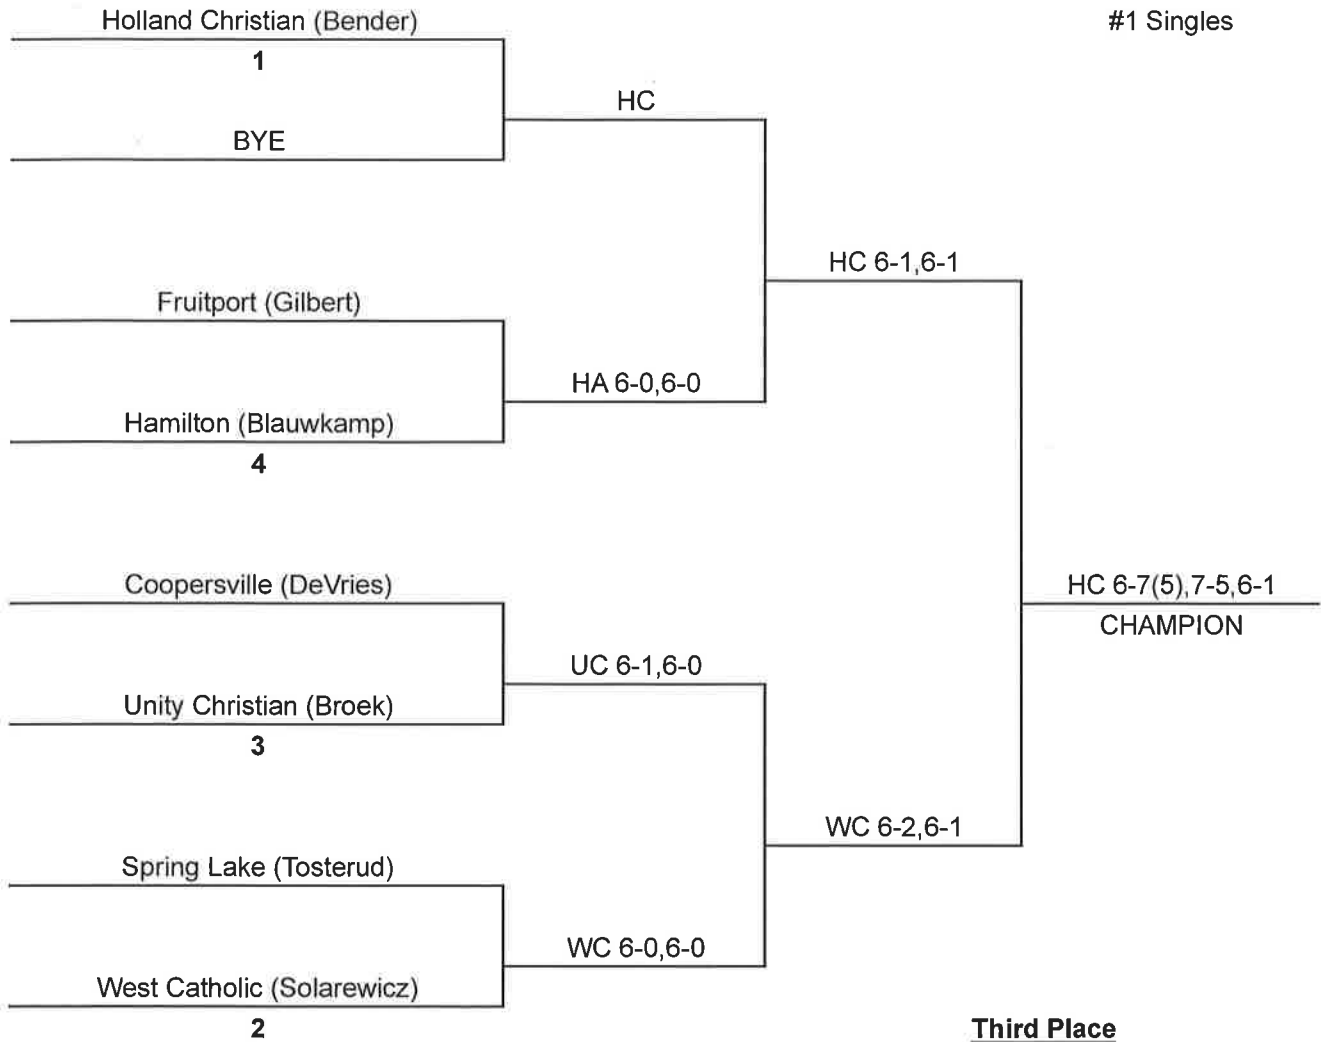 Holland Christian (Bender)
#1 Singles
1
HC
BYE
HC 6-1,6-1
Fruitport (Gilbert)
HA 6-0,6-0
Hamilton (Blauwkamp)
4
Coopersville (DeVries)
HC 6-7(5),7-5,6-1
CHAMPION
UC 6-1,6-0
Unity Christian (Broek)
3
WC 6-2,6-1
Spring Lake (Tosterud)
WC 6-0,6-0
West Catholic (Solarewicz)
2
Third Place